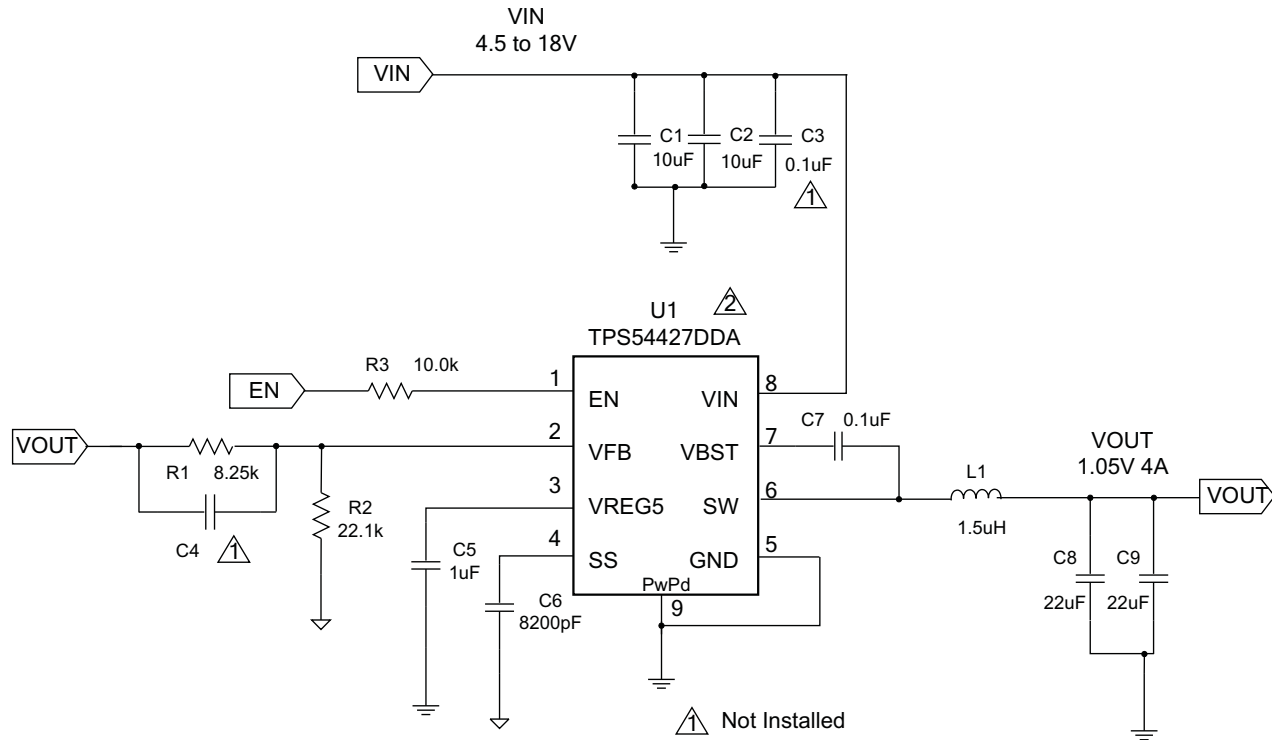 VIN
4.5 to 18V
VIN
C1
10uF
C2
10uF
C3
0.1uF
1
U1
2
TPS54427DDA
EN
R3 10.0k
1
EN
VIN
8
VOUT
R1 8.25k
C4
1
R2
22.1k
2
VFB
VBST
7
C7 0.1uF
3
VREG5
SW
6
L1
1.5uH
VOUT
1.05V 4A
VOUT
C5
1uF
4
SS
GND
5
C6
8200pF
PwPd
9
C8
22uF
C9
22uF
1 Not Installed